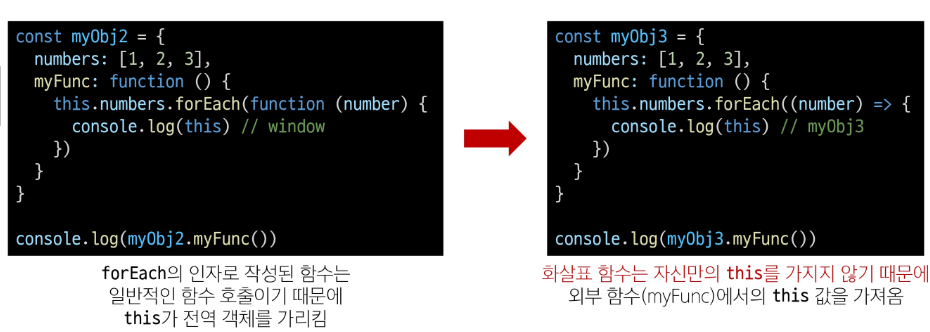 const myObj2 = {
  numbers: [1, 2, 3],
  myFunc: function () {
    this.numbers.forEach(function (number) {
      console.log(this) // window
    })
  }
}

console.log(myObj2.myFunc())
forEach의 인자로 작성된 함수는
일반적인 함수 호출이기 때문에
this가 전역 객체를 가리킴
const myObj3 = {
  numbers: [1, 2, 3],
  myFunc: function () {
    this.numbers.forEach((number) => {
      console.log(this) // myObj3
    })
  }
}

console.log(myObj3.myFunc())
화살표 함수는 자신만의 this를 가지지 않기 때문에
외부 함수(myFunc)에서의 this 값을 가져옴